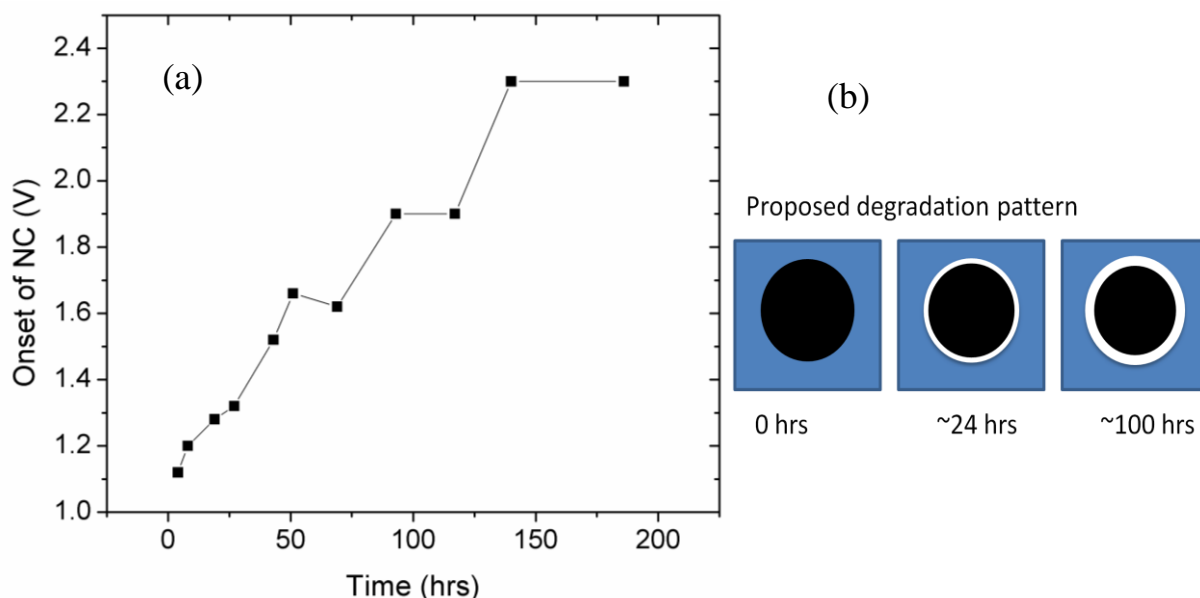 (a)
2.4
2.2
2.0
1.8
1.6
1.4
1.2
1.0
Onset of NC (V)
0
50
100
150
200
Time (hrs)
(b)
Proposed degradation pattern
0 hrs
~24 hrs
~100 hrs